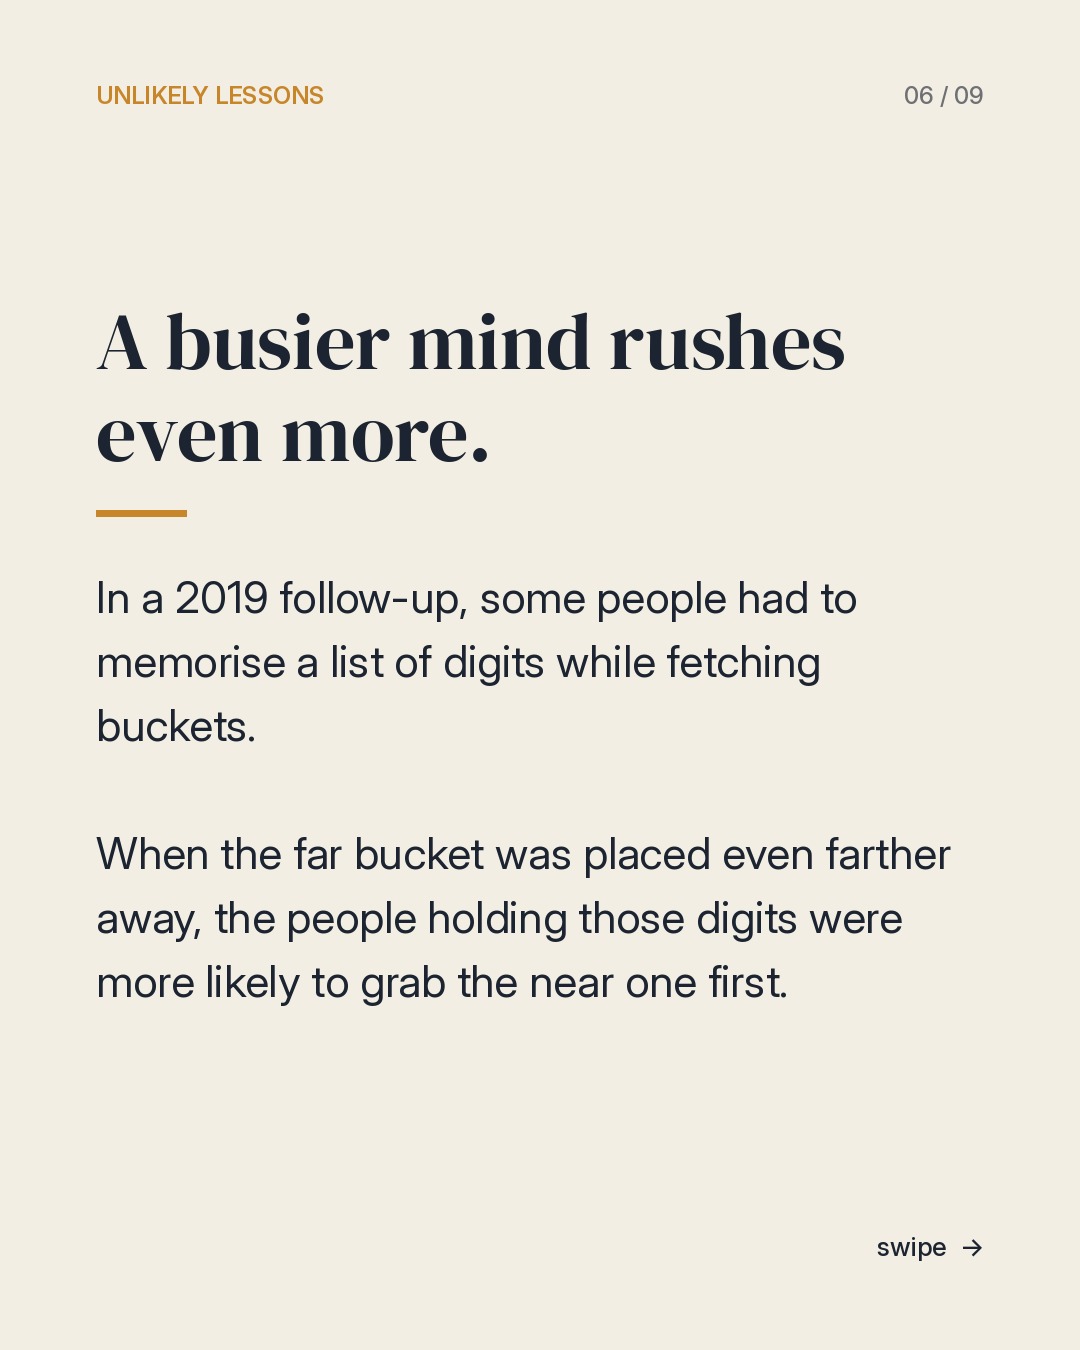 UNLIKELY LESSONS
06 / 09
A busier mind rushes
even more.
In a 2019 follow-up, some people had to
memorise a list of digits while fetching
buckets.
When the far bucket was placed even farther
away, the people holding those digits were
more likely to grab the near one first.
swipe →